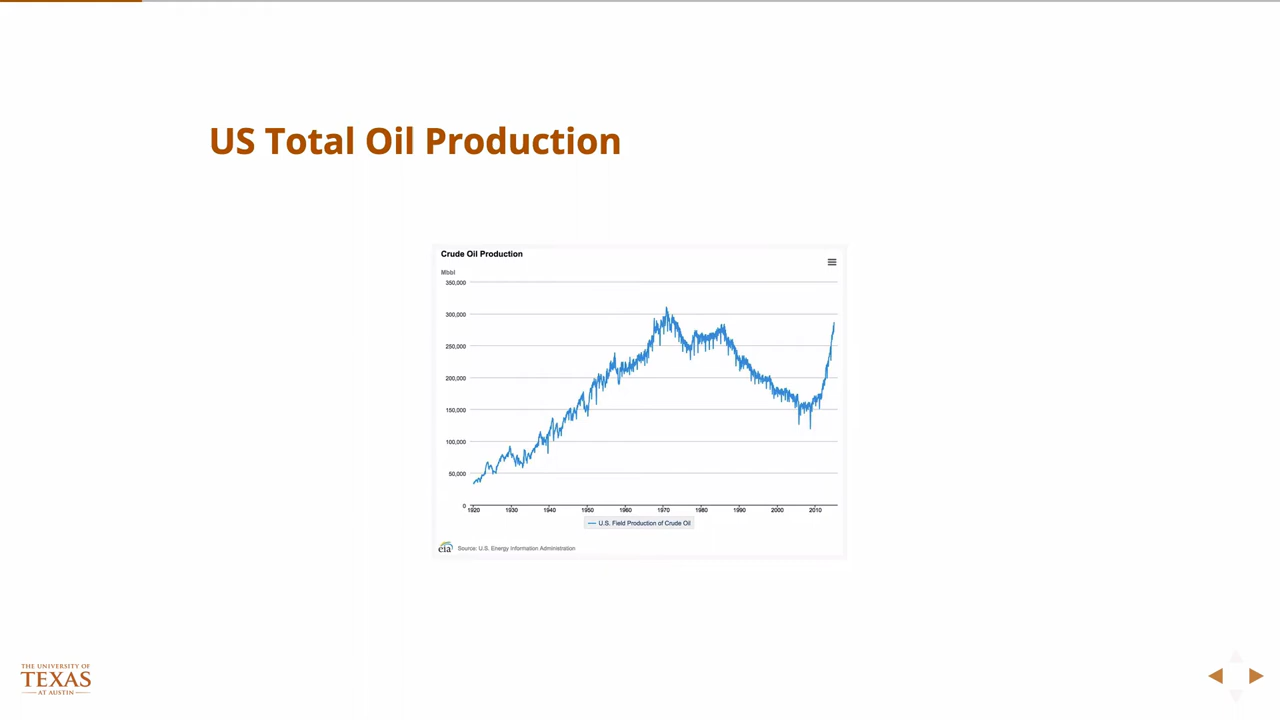 US Total Oil Production
Crude Oil Production
Mbbl
350,000
300,000
250,000
200,000
150,000
100,000
50,000
0
1920 1930 1940 1950 1960 1970 1980 1990 2000 2010
U.S. Field Production of Crude Oil
eia Source: U.S. Energy Information Administration
THE UNIVERSITY OF
TEXAS
AT AUSTIN